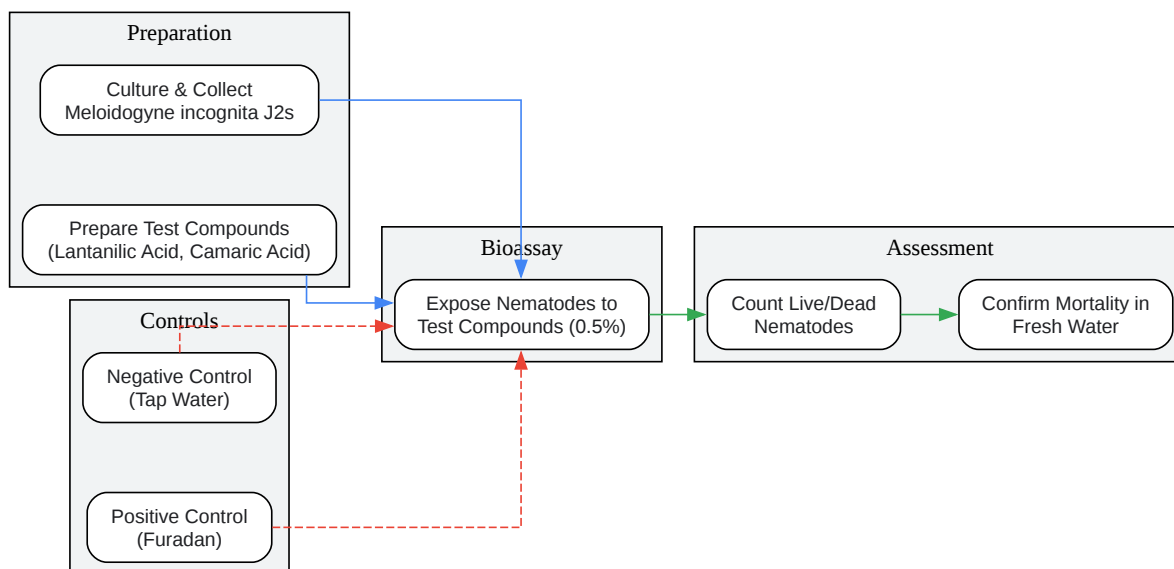 Preparation
Culture & Collect
Meloidogyne incognita J2s
Prepare Test Compounds
(Lantanilic Acid, Camaric Acid)
Controls
Negative Control
(Tap Water)
Positive Control
(Furadan)
Bioassay
Expose Nematodes to
Test Compounds (0.5%)
Assessment
Count Live/Dead
Nematodes
Confirm Mortality in
Fresh Water